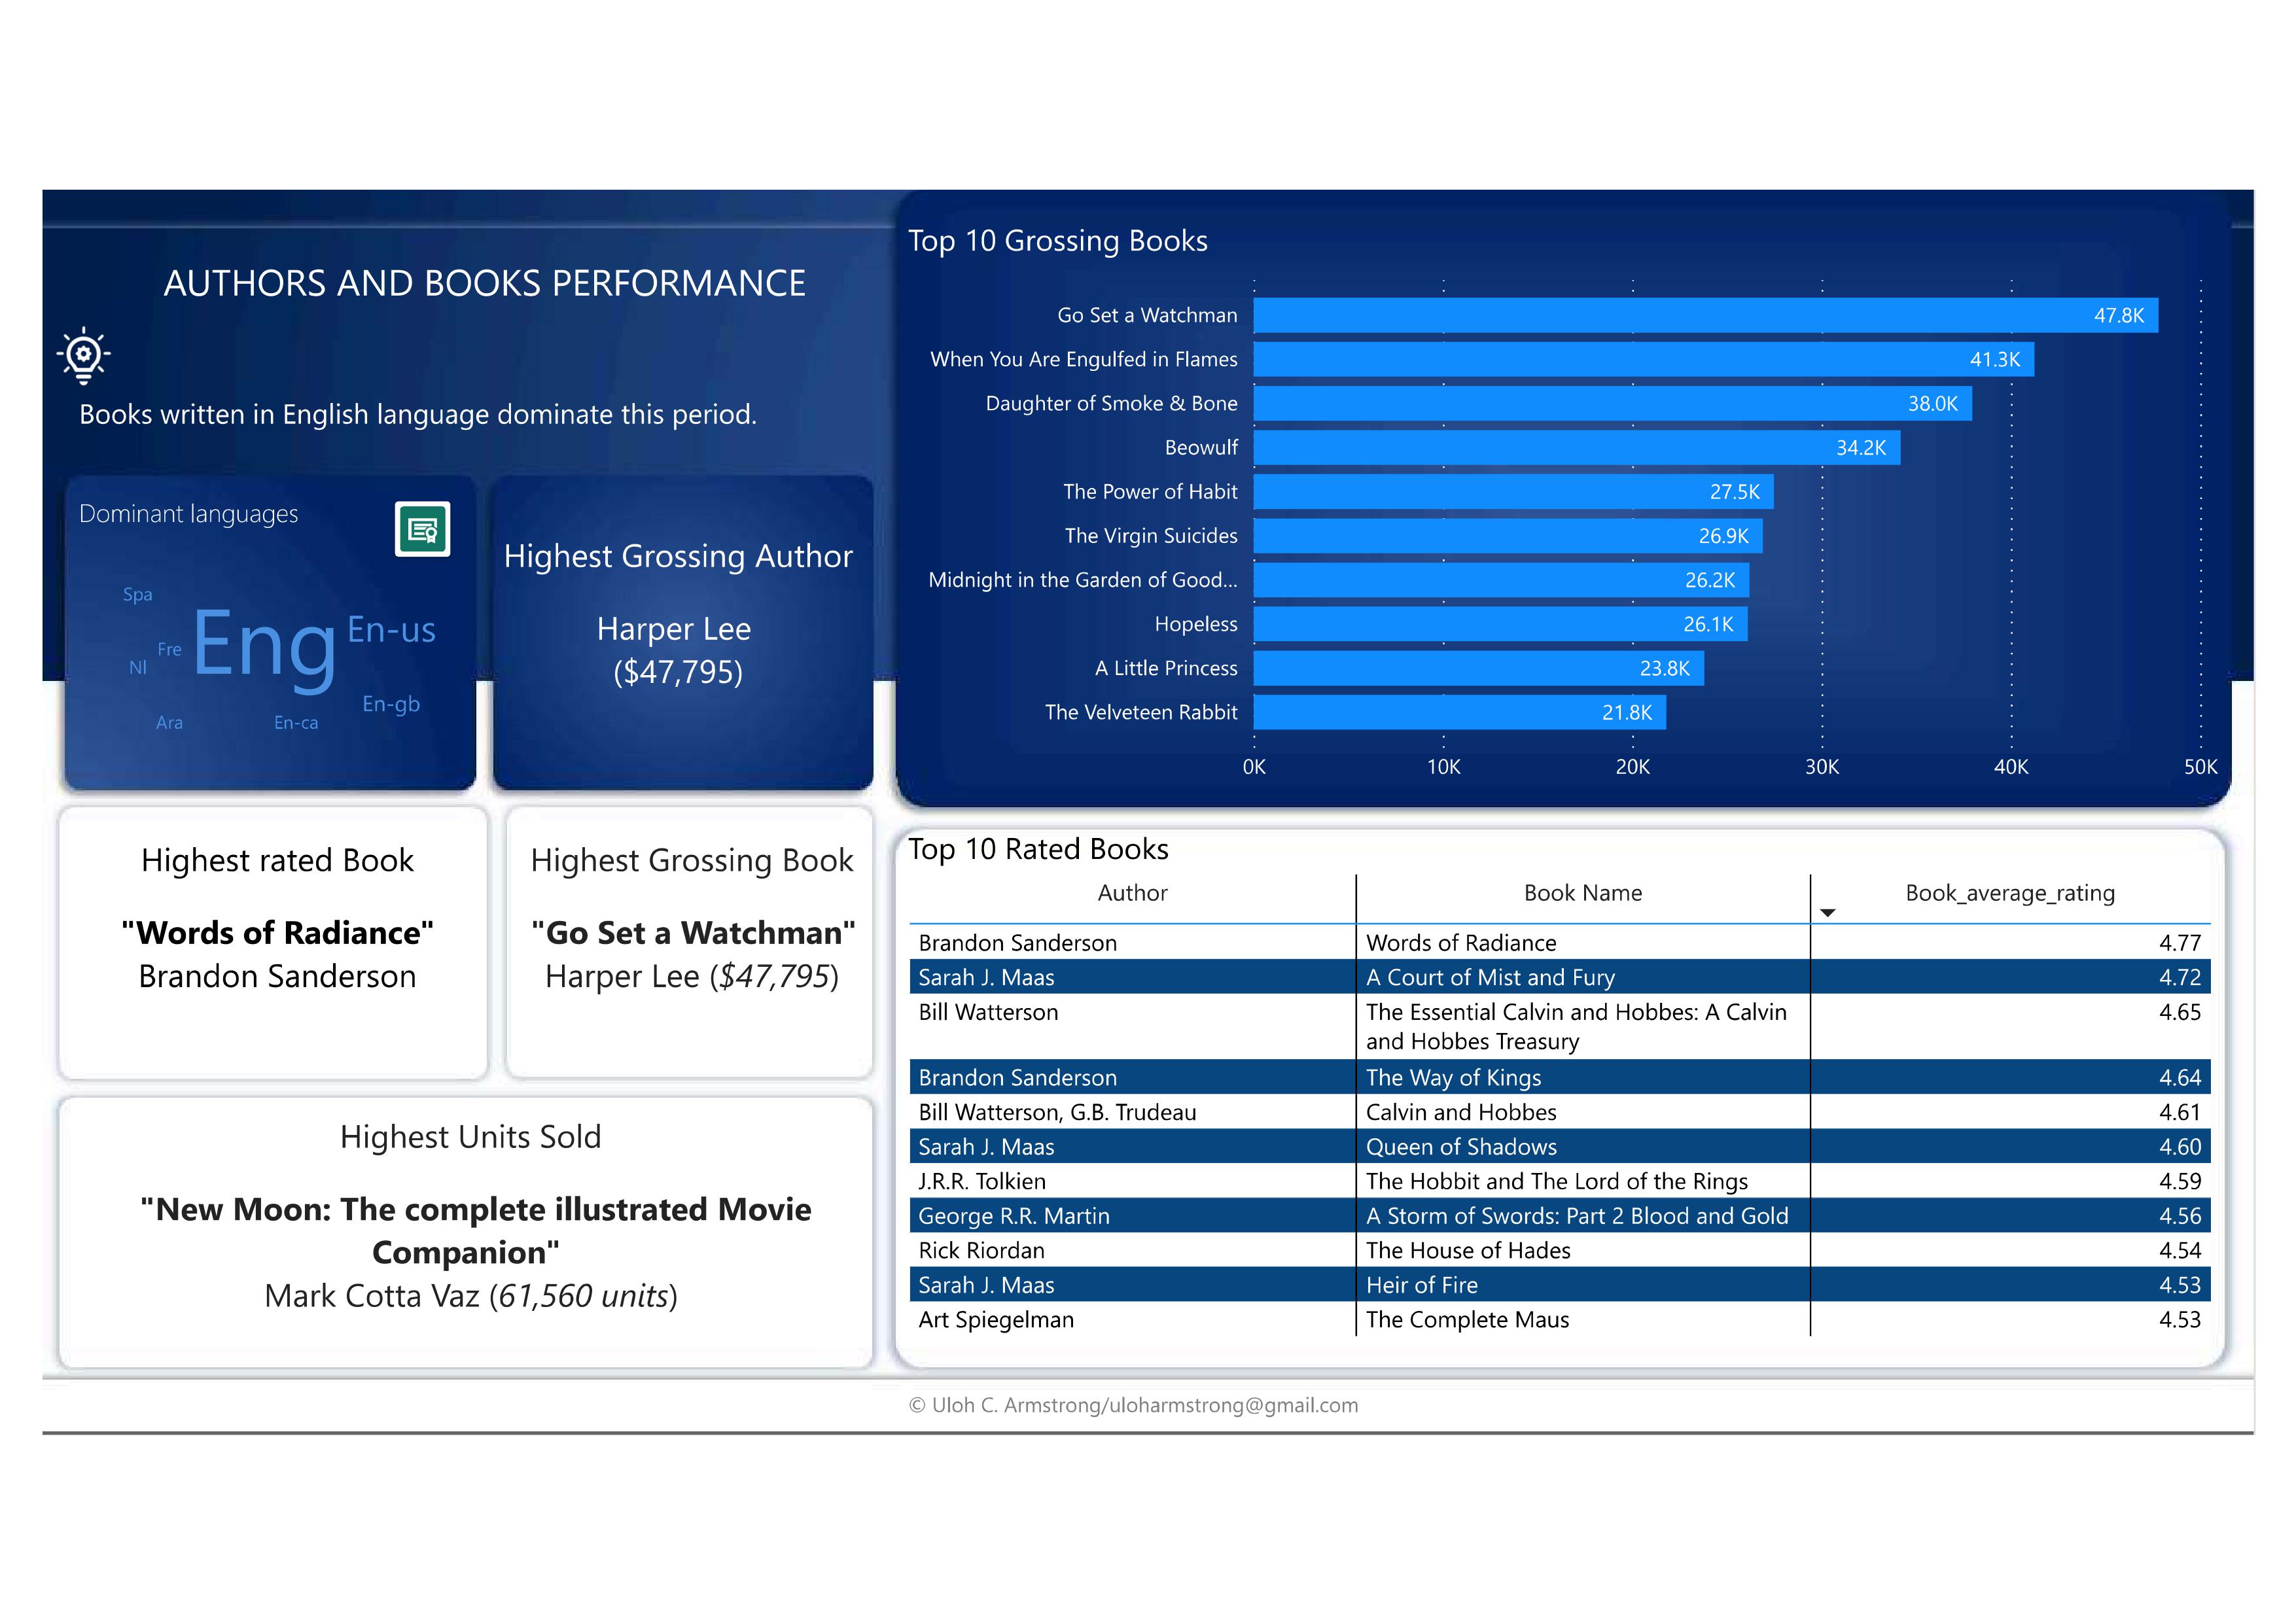 AUTHORS AND BOOKS PERFORMANCE
Books written in English language dominate this period.
Dominant languages
Spa
Fre
Nl
Eng
En-us
En-gb
Ara
En-ca
Highest Grossing Author
Harper Lee
($47,795)
Highest rated Book
"Words of Radiance"
Brandon Sanderson
Highest Grossing Book
"Go Set a Watchman"
Harper Lee ($47,795)
Highest Units Sold
"New Moon: The complete illustrated Movie
Companion"
Mark Cotta Vaz (61,560 units)
Top 10 Grossing Books
Go Set a Watchman 47.8K
When You Are Engulfed in Flames 41.3K
Daughter of Smoke & Bone 38.0K
Beowulf 34.2K
The Power of Habit 27.5K
The Virgin Suicides 26.9K
Midnight in the Garden of Good... 26.2K
Hopeless 26.1K
A Little Princess 23.8K
The Velveteen Rabbit 21.8K
0K 10K 20K 30K 40K 50K
Top 10 Rated Books
Author Book Name Book_average_rating
Brandon Sanderson Words of Radiance 4.77
Sarah J. Maas A Court of Mist and Fury 4.72
Bill Watterson The Essential Calvin and Hobbes: A Calvin 4.65
and Hobbes Treasury
Brandon Sanderson The Way of Kings 4.64
Bill Watterson, G.B. Trudeau Calvin and Hobbes 4.61
Sarah J. Maas Queen of Shadows 4.60
J.R.R. Tolkien The Hobbit and The Lord of the Rings 4.59
George R.R. Martin A Storm of Swords: Part 2 Blood and Gold 4.56
Rick Riordan The House of Hades 4.54
Sarah J. Maas Heir of Fire 4.53
Art Spiegelman The Complete Maus 4.53
© Uloh C. Armstrong/uloharmstrong@gmail.com